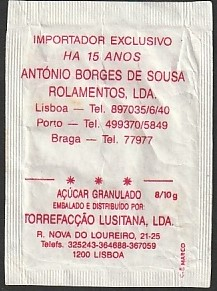 IMPORTADOR EXCLUSIVO
HA 15 ANOS
ANTÓNIO BORGES DE SOUSA
ROLAMENTOS, LDA.
Lisboa — Tel. 897035/6/40
Porto — Tel. 499370/5849
Braga — Tel. 77977
AÇÚCAR GRANULADO 8/10g
EMBALADO E DISTRIBUÍDO POR:
TORREFACÇÃO LUSITANA, LDA.
R. NOVA DO LOUREIRO, 21-25
Telefs. 325243-364688-367059
1200 LISBOA